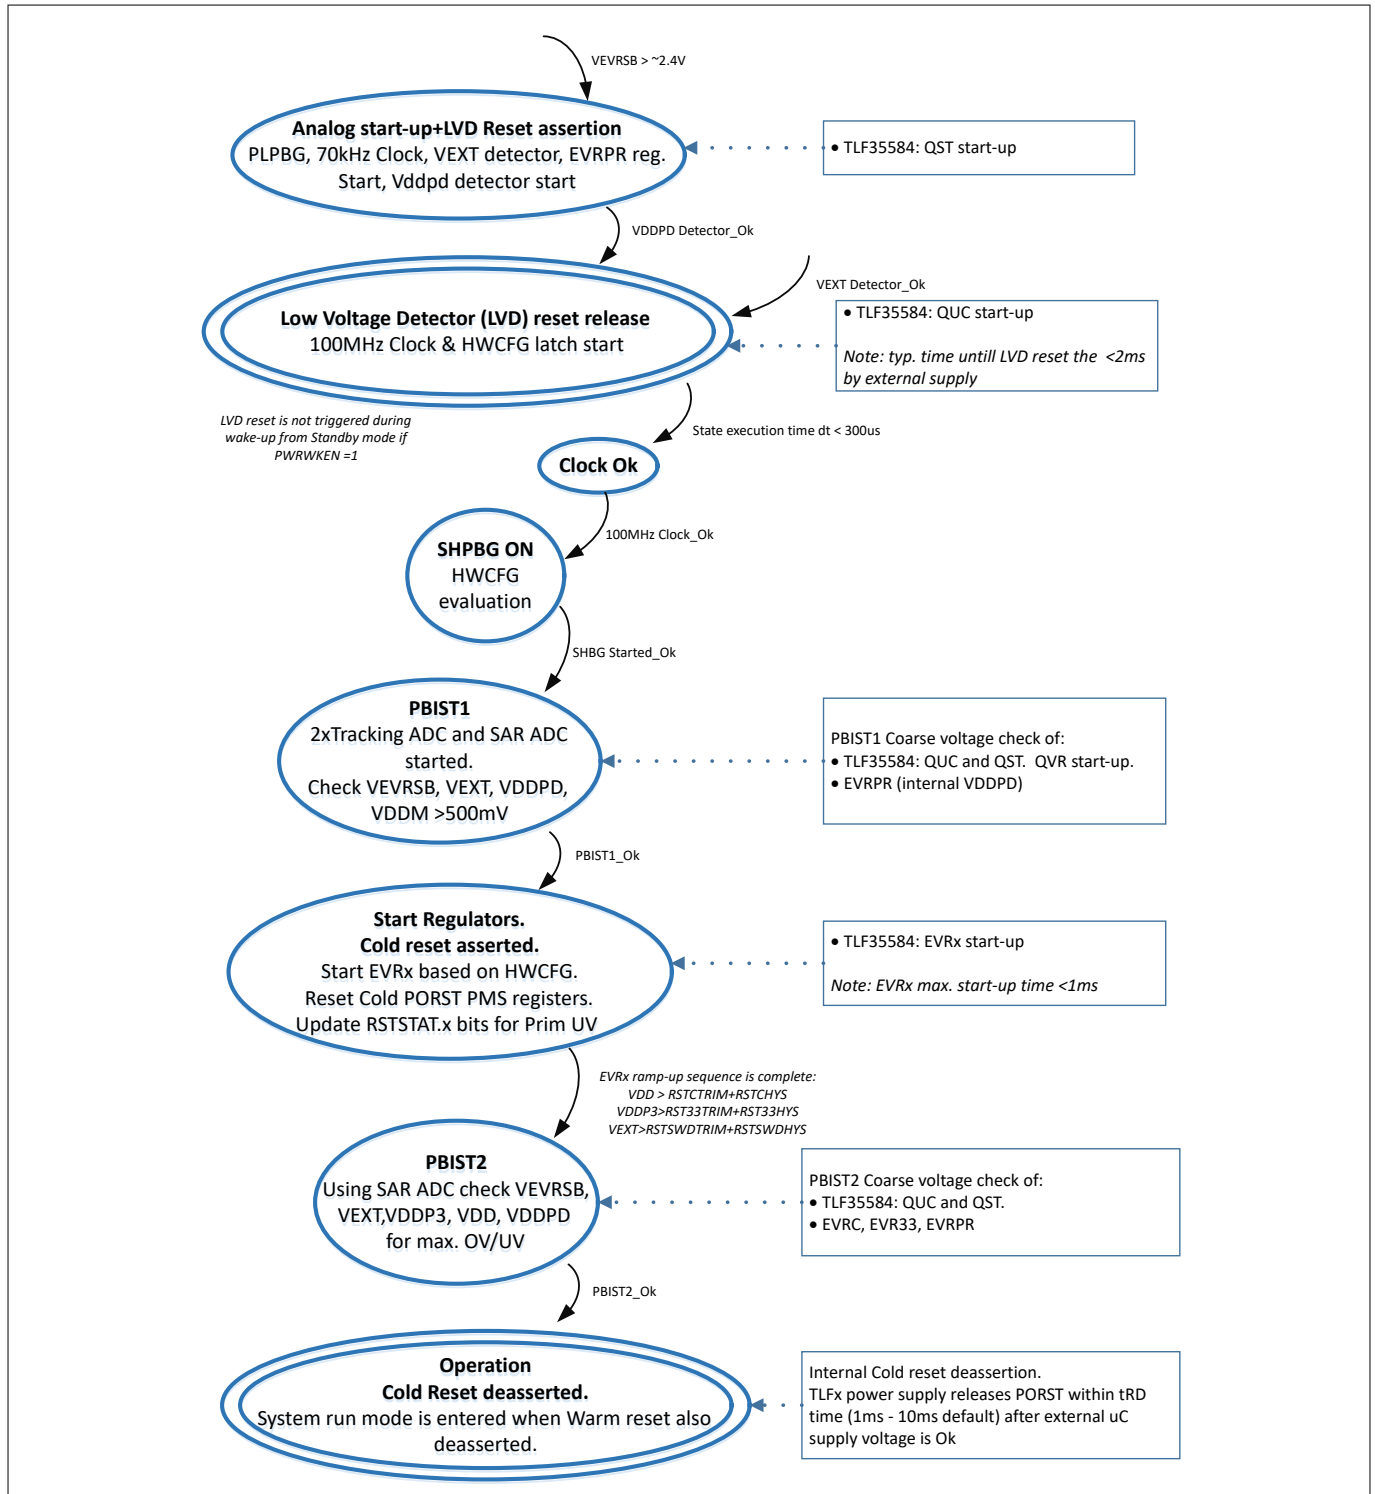 VEVRSB > ~2.4V
Analog start-up+LVD Reset assertion
PLPBG, 70kHz Clock, VEXT detector, EVRPR reg.
Start, Vddpd detector start
• TLF35584: QST start-up
VDDPD Detector_Ok
VEXT Detector_Ok
Low Voltage Detector (LVD) reset release
100MHz Clock & HWCFG latch start
• TLF35584: QUC start-up
Note: typ. time untill LVD reset the <2ms
by external supply
LVD reset is not triggered during
wake-up from Standby mode if
PWRWKEN =1
State execution time dt < 300us
Clock Ok
100MHz Clock_Ok
SHPBG ON
HWCFG
evaluation
SHBG Started_Ok
PBIST1
2xTracking ADC and SAR ADC
started.
Check VEVRSB, VEXT, VDDPD,
VDDM >500mV
PBIST1 Coarse voltage check of:
• TLF35584: QUC and QST. QVR start-up.
• EVRPR (internal VDDPD)
PBIST1_Ok
Start Regulators.
Cold reset asserted.
Start EVRx based on HWCFG.
Reset Cold PORST PMS registers.
Update RSTSTAT.x bits for Prim UV
• TLF35584: EVRx start-up
Note: EVRx max. start-up time <1ms
EVRx ramp-up sequence is complete:
VDD > RSTCTRIM+RSTCHYS
VDDP3>RST33TRIM+RST33HYS
VEXT>RSTSWDTRIM+RSTSWDHYS
PBIST2
Using SAR ADC check VEVRSB,
VEXT,VDDP3, VDD, VDDPD
for max. OV/UV
PBIST2 Coarse voltage check of:
• TLF35584: QUC and QST.
• EVRC, EVR33, EVRPR
PBIST2_Ok
Operation
Cold Reset deasserted.
System run mode is entered when Warm reset also
deasserted.
Internal Cold reset deassertion.
TLFx power supply releases PORST within tRD
time (1ms - 10ms default) after external uC
supply voltage is Ok